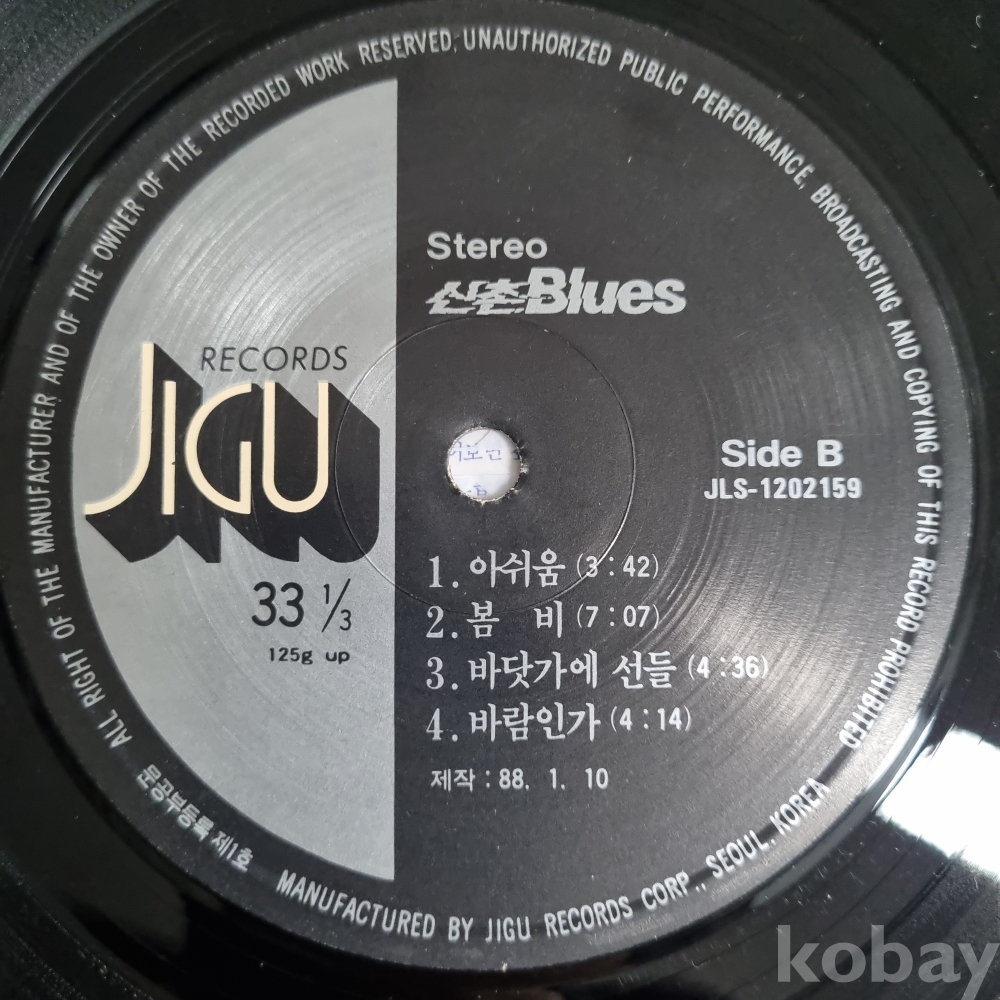 ALL RIGHT OF THE MANUFACTURER AND OF THE OWNER OF THE RECORDED WORK RESERVED, UNAUTHORIZED PUBLIC PERFORMANCE, BROADCASTING AND COPYING OF THIS RECORD PROHIBITED
Stereo
신촌Blues
RECORDS
JIGU
Side B
JLS-1202159
33 1/3
125g up
1. 아쉬움 (3:42)
2. 봄 비 (7:07)
3. 바닷가에 선들 (4:36)
4. 바람인가 (4:14)
제작 : 88. 1. 10
문공부등록 제1호
MANUFACTURED BY JIGU RECORDS CORP., SEOUL, KOREA
kobay